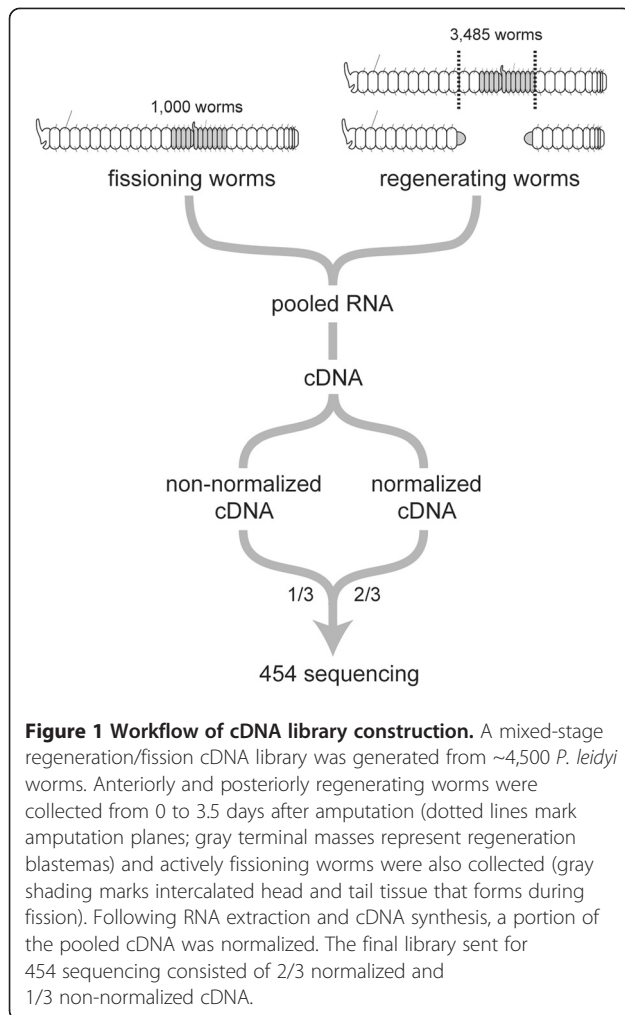 3,485 worms
1,000 worms
fissioning worms
regenerating worms
pooled RNA
cDNA
non-normalized
cDNA
normalized
cDNA
1/3
2/3
454 sequencing
Figure 1 Workflow of cDNA library construction. A mixed-stage
regeneration/fission cDNA library was generated from ~4,500 P. leidyi
worms. Anteriorly and posteriorly regenerating worms were
collected from 0 to 3.5 days after amputation (dotted lines mark
amputation planes; gray terminal masses represent regeneration
blastemas) and actively fissioning worms were also collected (gray
shading marks intercalated head and tail tissue that forms during
fission). Following RNA extraction and cDNA synthesis, a portion of
the pooled cDNA was normalized. The final library sent for
454 sequencing consisted of 2/3 normalized and
1/3 non-normalized cDNA.